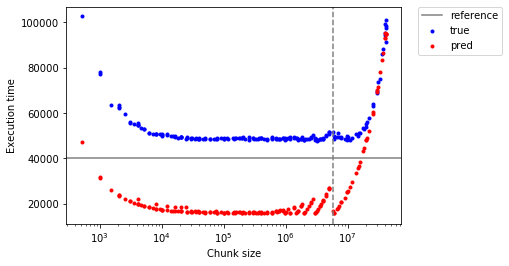 100000
80000
60000
40000
20000
Execution time
10³
10⁴
10⁵
10⁶
10⁷
Chunk size
reference
true
pred